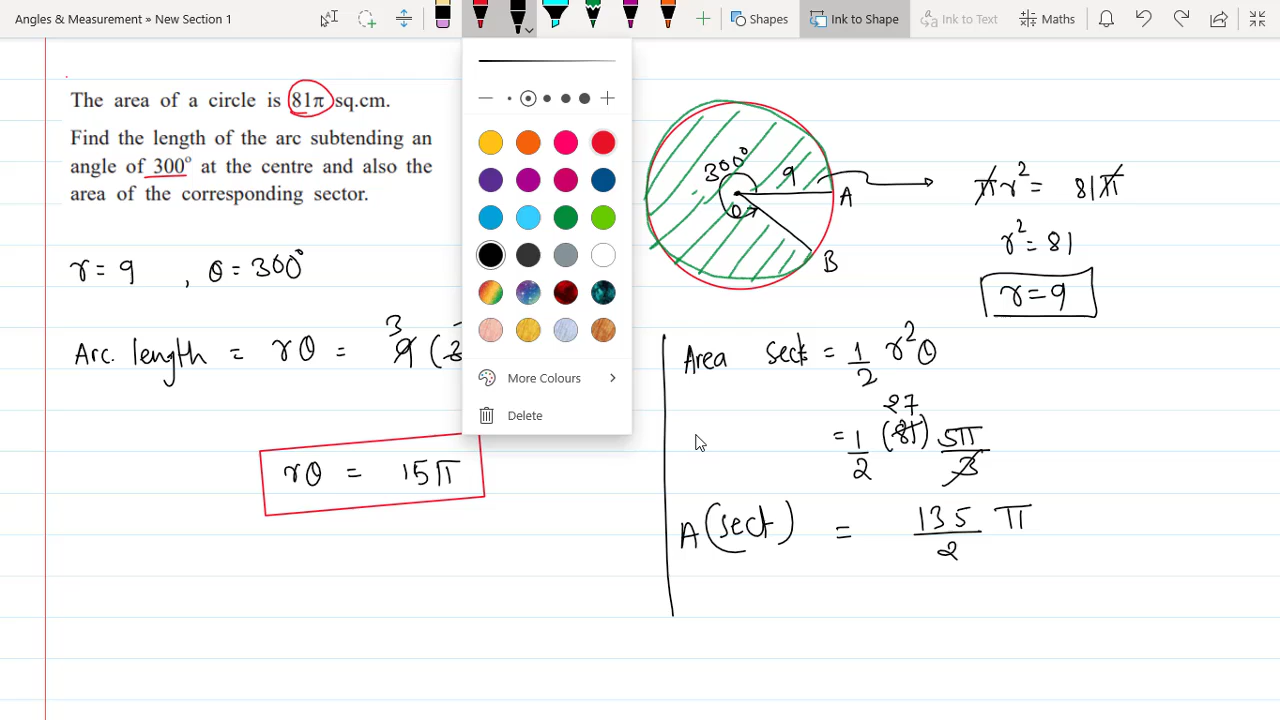 Angles & Measurement » New Section 1
Shapes
Ink to Shape
Ink to Text
Maths
The area of a circle is 81π sq.cm.
Find the length of the arc subtending an
angle of 300° at the centre and also the
area of the corresponding sector.
300°
9
O
A
B
πr² = 81π
r² = 81
r = 9
r = 9 , θ = 300°
Arc. length = rθ = 9 (
3
rθ = 15π
More Colours
Delete
Area Sect = 1/2 r²θ
27
= 1/2 (81) 5π/3
A(sect) = 135/2 π